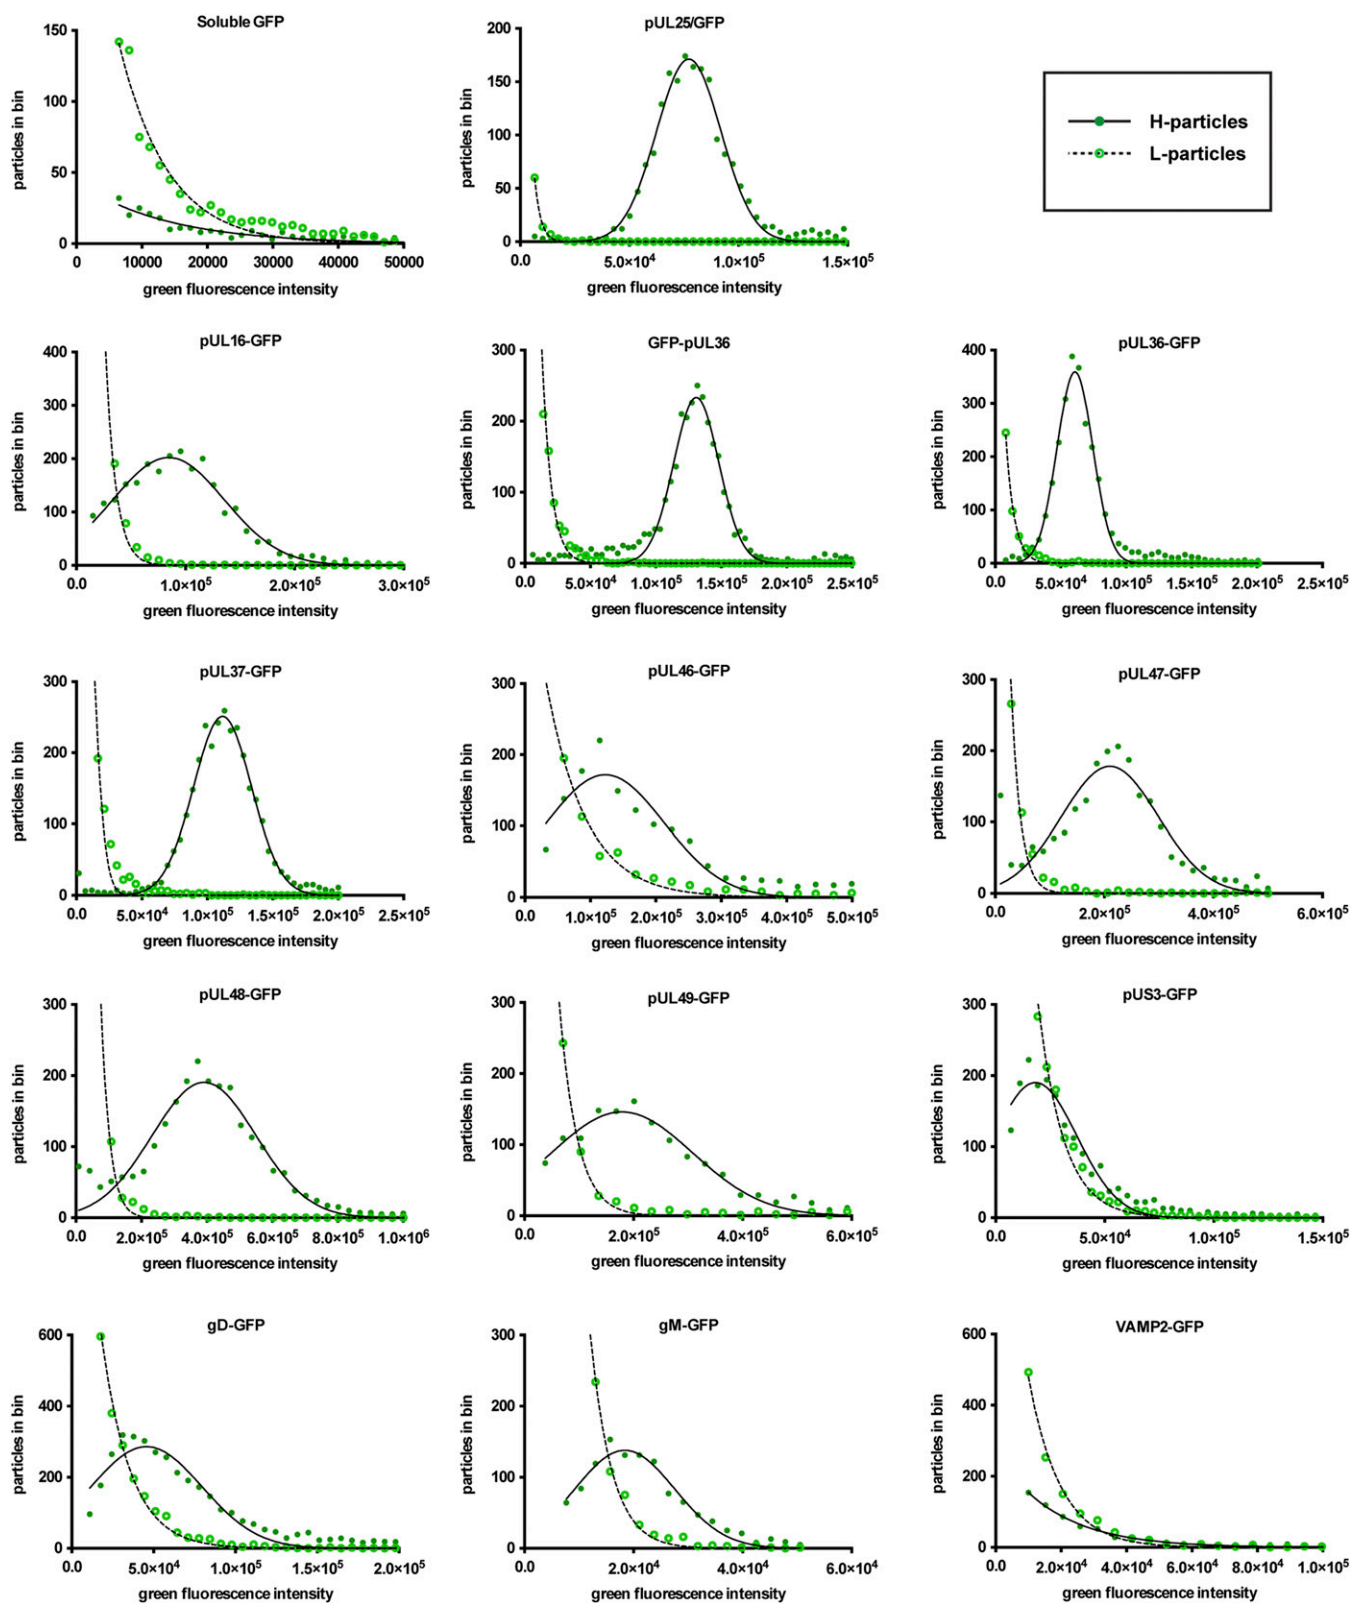 Soluble GFP
particles in bin
150
100
50
0
0 10000 20000 30000 40000 50000
green fluorescence intensity
pUL25/GFP
particles in bin
200
150
100
50
0
0.0 5.0×10⁴ 1.0×10⁵ 1.5×10⁵
green fluorescence intensity
H-particles
L-particles
pUL16-GFP
particles in bin
400
300
200
100
0
0.0 1.0×10⁵ 2.0×10⁵ 3.0×10⁵
green fluorescence intensity
GFP-pUL36
particles in bin
300
200
100
0
0.0 5.0×10⁴ 1.0×10⁵ 1.5×10⁵ 2.0×10⁵ 2.5×10⁵
green fluorescence intensity
pUL36-GFP
particles in bin
400
300
200
100
0
0.0 5.0×10⁴ 1.0×10⁵ 1.5×10⁵ 2.0×10⁵ 2.5×10⁵
green fluorescence intensity
pUL37-GFP
particles in bin
300
200
100
0
0.0 5.0×10⁴ 1.0×10⁵ 1.5×10⁵ 2.0×10⁵ 2.5×10⁵
green fluorescence intensity
pUL46-GFP
particles in bin
300
200
100
0
0.0 1.0×10⁵ 2.0×10⁵ 3.0×10⁵ 4.0×10⁵ 5.0×10⁵
green fluorescence intensity
pUL47-GFP
particles in bin
300
200
100
0
0.0 2.0×10⁵ 4.0×10⁵ 6.0×10⁵
green fluorescence intensity
pUL48-GFP
particles in bin
300
200
100
0
0.0 2.0×10⁵ 4.0×10⁵ 6.0×10⁵ 8.0×10⁵ 1.0×10⁶
green fluorescence intensity
pUL49-GFP
particles in bin
300
200
100
0
0.0 2.0×10⁵ 4.0×10⁵ 6.0×10⁵
green fluorescence intensity
pUS3-GFP
particles in bin
300
200
100
0
0.0 5.0×10⁴ 1.0×10⁵ 1.5×10⁵
green fluorescence intensity
gD-GFP
particles in bin
600
400
200
0
0.0 5.0×10⁴ 1.0×10⁵ 1.5×10⁵ 2.0×10⁵
green fluorescence intensity
gM-GFP
particles in bin
300
200
100
0
0.0 2.0×10⁴ 4.0×10⁴ 6.0×10⁴
green fluorescence intensity
VAMP2-GFP
particles in bin
600
400
200
0
0.0 2.0×10⁴ 4.0×10⁴ 6.0×10⁴ 8.0×10⁴ 1.0×10⁵
green fluorescence intensity